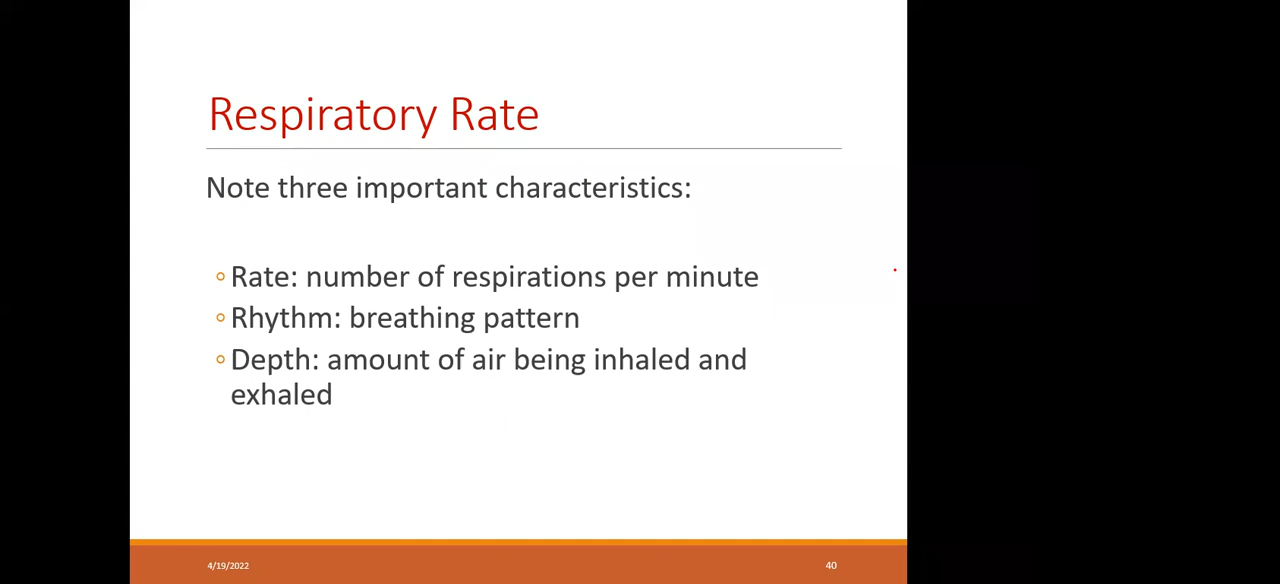 Respiratory Rate
Note three important characteristics:
◦Rate: number of respirations per minute
◦Rhythm: breathing pattern
◦Depth: amount of air being inhaled and
exhaled
4/19/2022
40